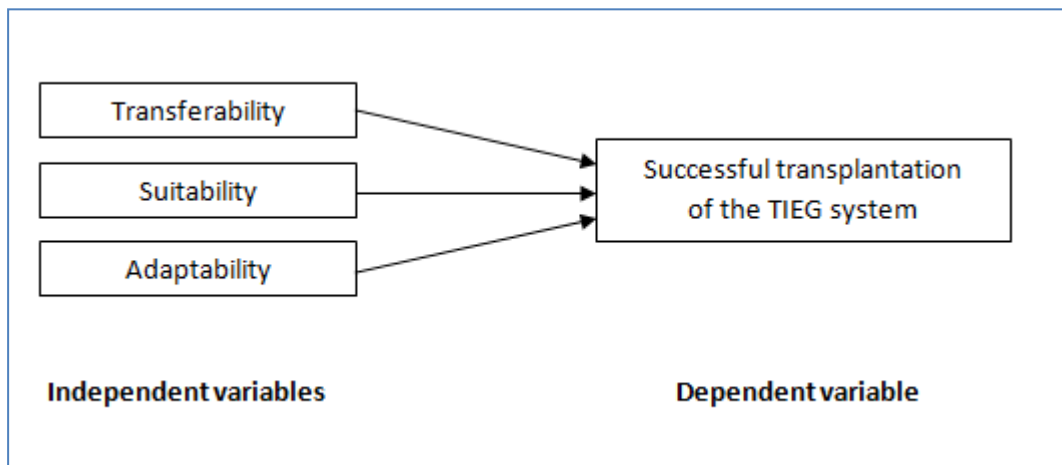 Transferability
Suitability
Adaptability
Successful transplantation
of the TIEG system
Independent variables
Dependent variable